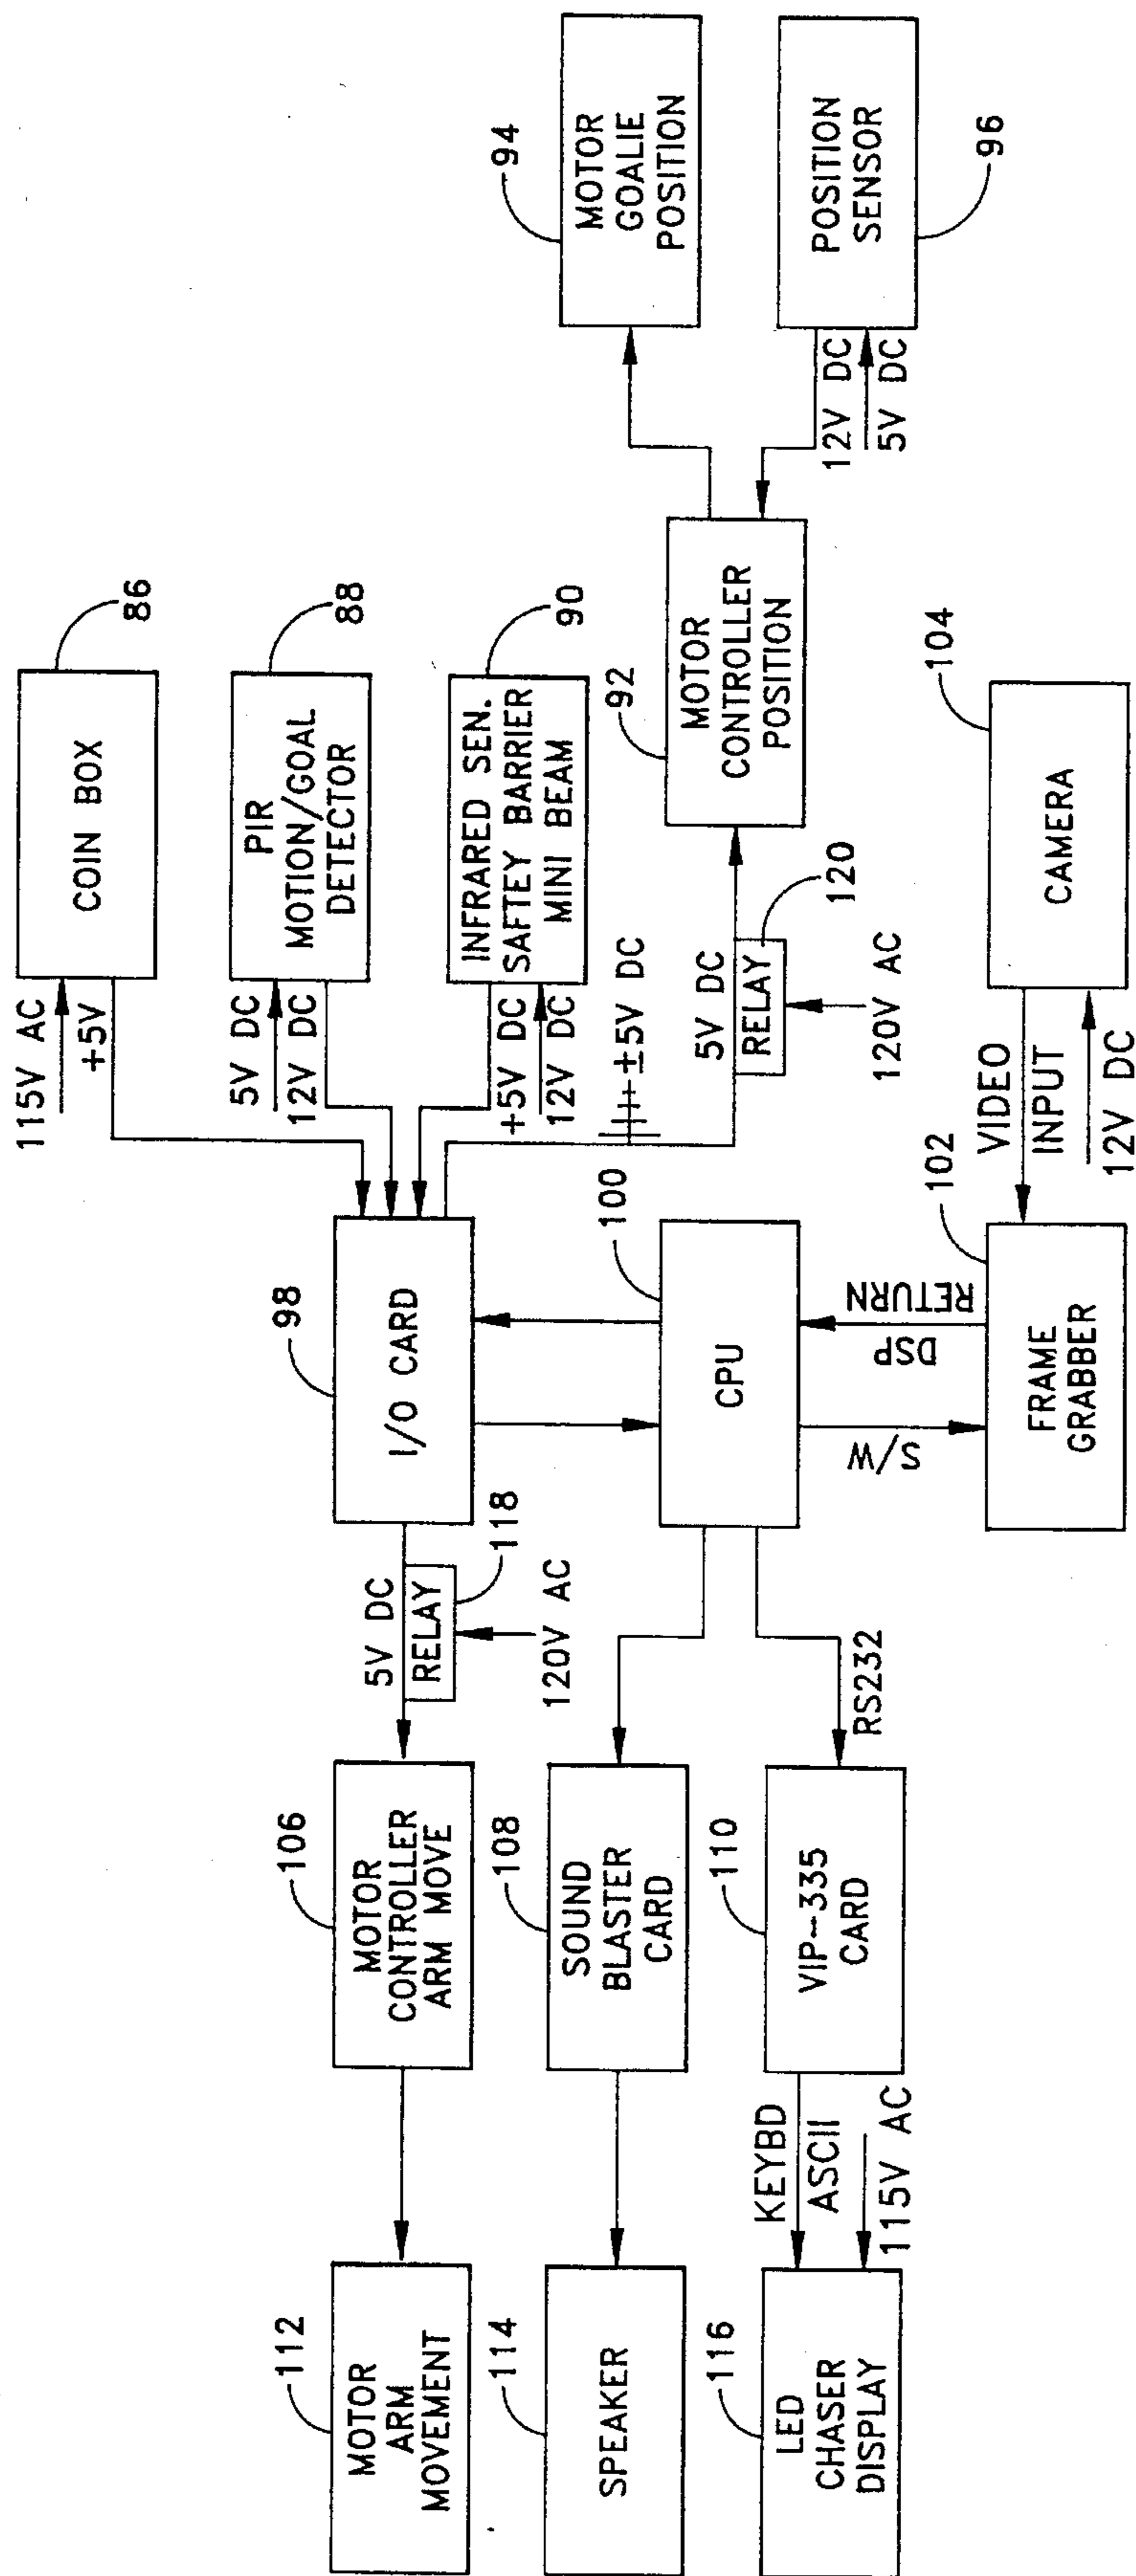 112
MOTOR
ARM
MOVEMENT
106
MOTOR
CONTROLLER
ARM MOVE
5V DC
RELAY
118
120V AC
98
I/O CARD
115V AC
+5V
COIN BOX
86
5V DC
12V DC
PIR
MOTION/GOAL
DETECTOR
88
+5V DC
12V DC
INFRARED SEN.
SAFTEY BARRIER
MINI BEAM
90
±5V DC
5V DC
RELAY
120
120V AC
92
MOTOR
CONTROLLER
POSITION
94
MOTOR
GOALIE
POSITION
12V DC
5V DC
POSITION
SENSOR
96
114
SPEAKER
108
SOUND
BLASTER
CARD
100
CPU
116
LED
CHASER
DISPLAY
KEYBD
ASCII
115V AC
110
VIP-335
CARD
RS232
S/W
DSP
RETURN
102
FRAME
GRABBER
VIDEO
INPUT
12V DC
104
CAMERA